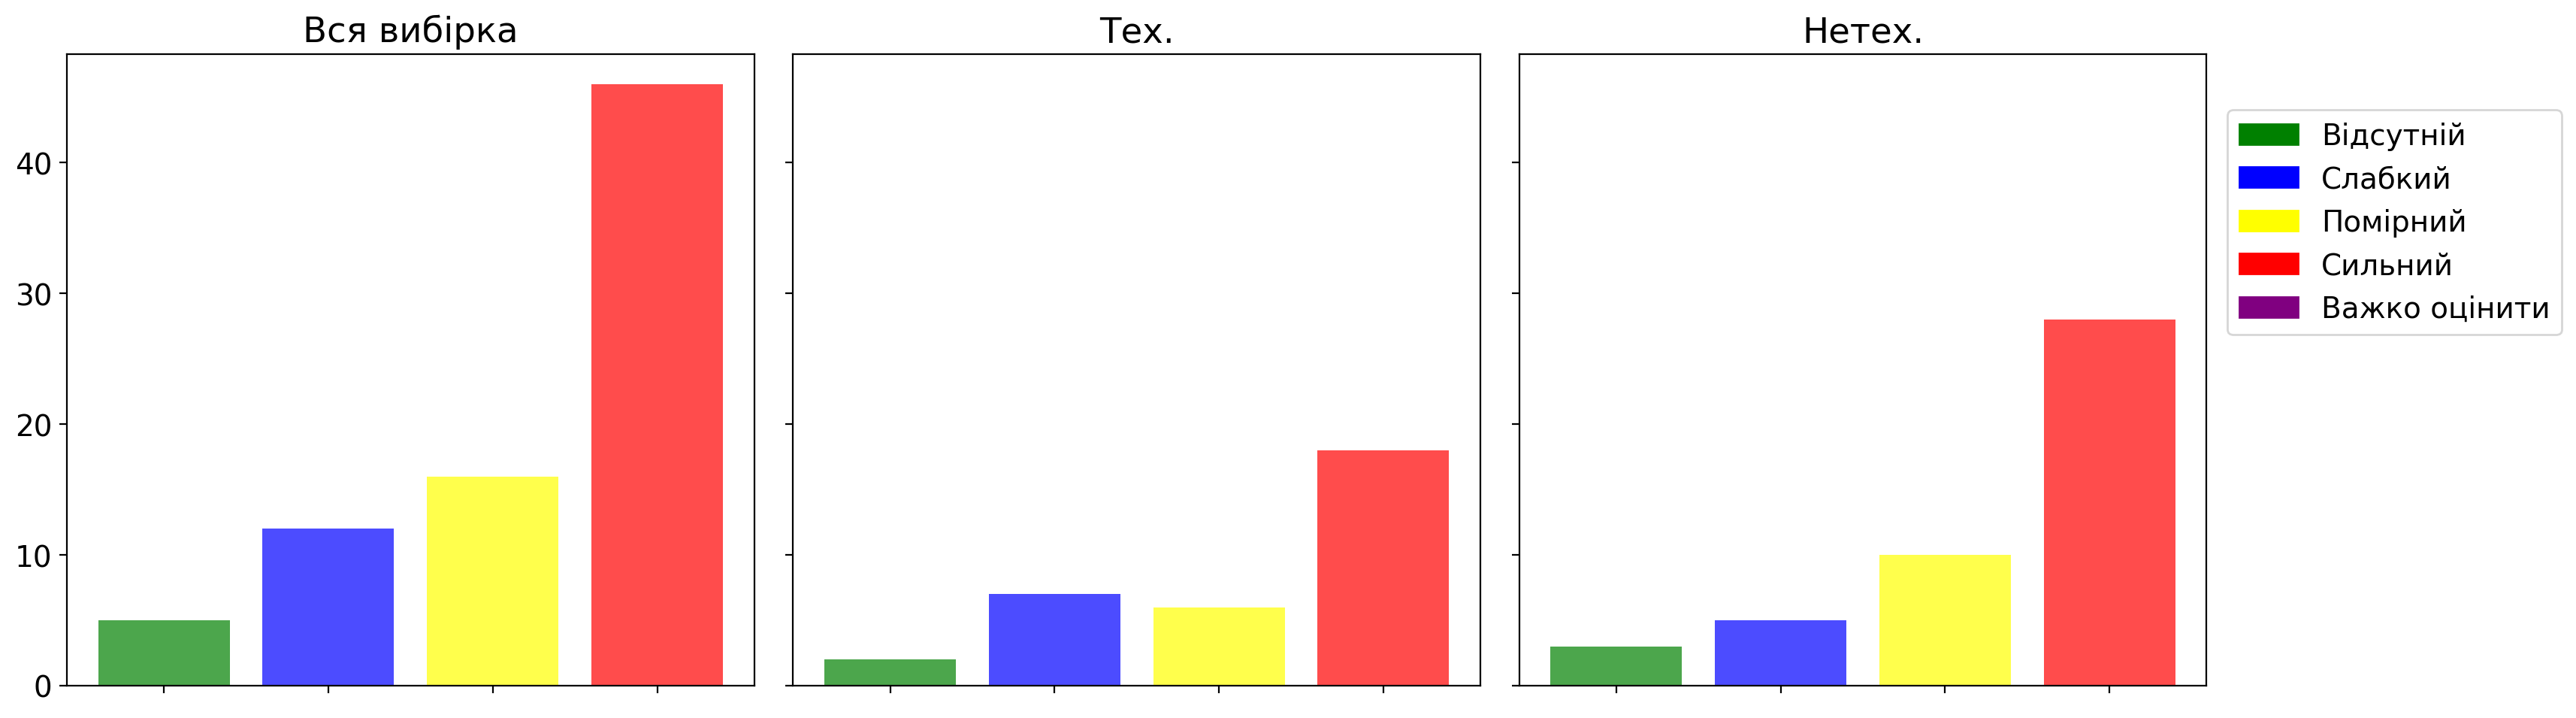 Вся вибірка
Тех.
Нетех.
40
30
20
10
0
Відсутній
Слабкий
Помірний
Сильний
Важко оцінити